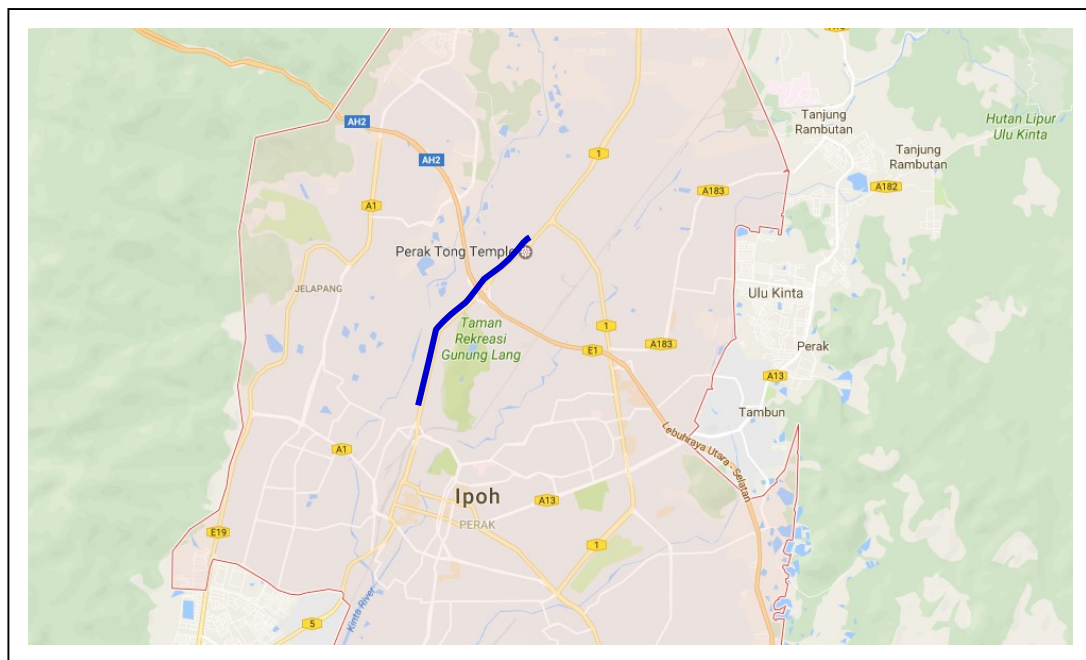 Tanjung
Rambutan
Hutan Lipur
Ulu Kinta
AH2
AH2
1
Tanjung
Rambutan
A183
A182
A1
Perak Tong Temple
JELAPANG
Ulu Kinta
Taman
Rekreasi
Gunung Lang
1
E1
A183
Perak
A13
Tambun
Lebuhraya Utara - Selatan
A1
Ipoh
A13
PERAK
E19
1
Kinta River
5